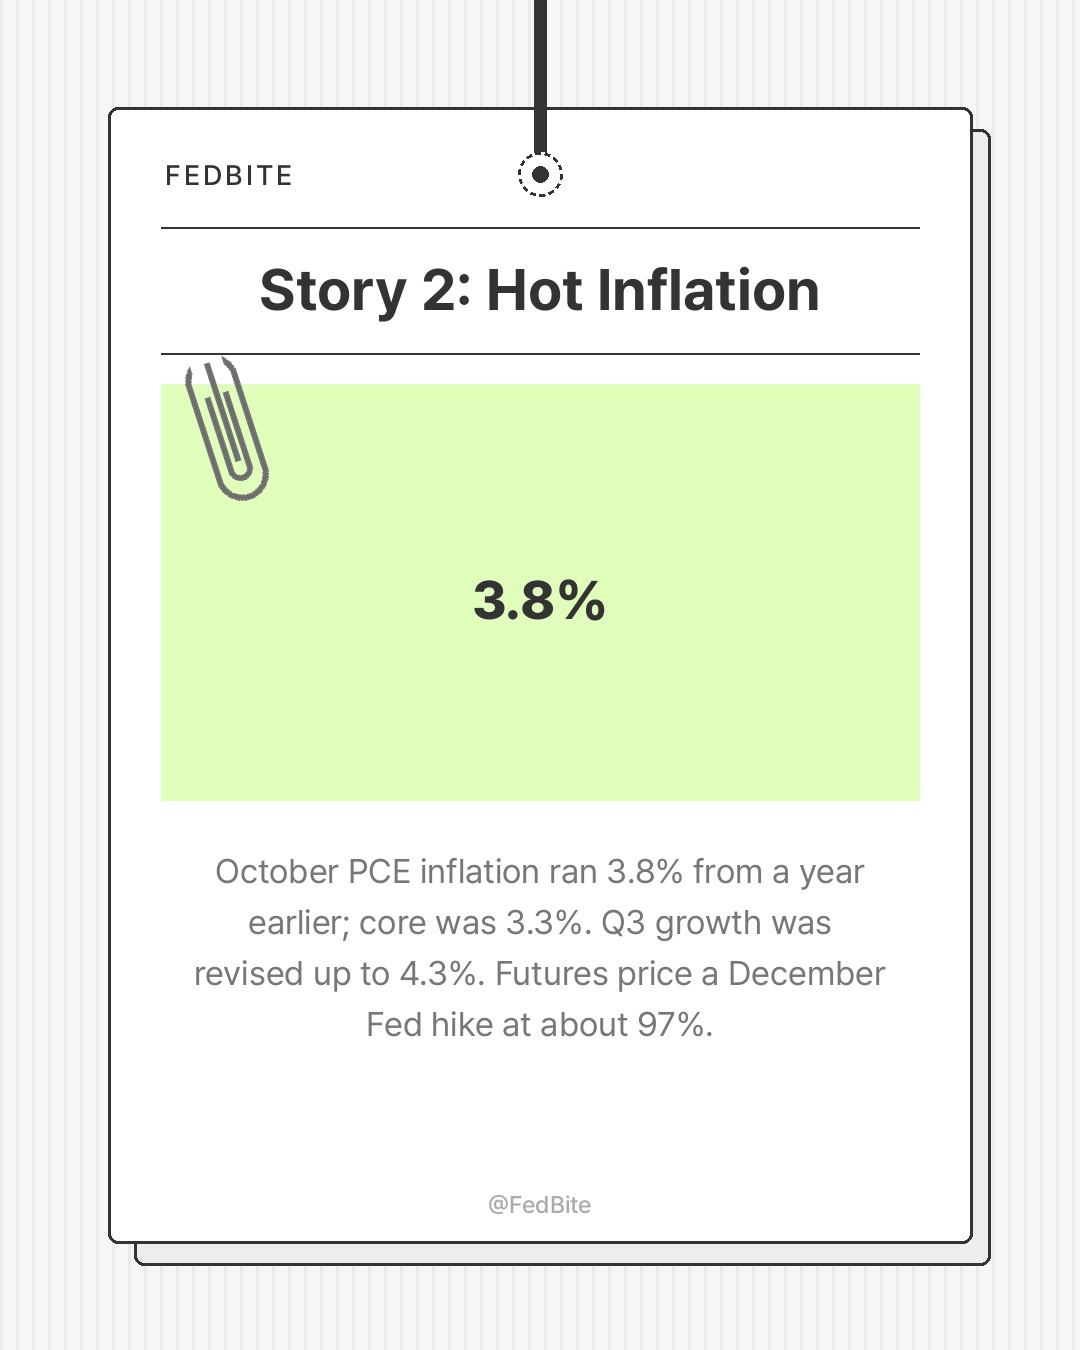 FEDBITE
Story 2: Hot Inflation
3.8%
October PCE inflation ran 3.8% from a year
earlier; core was 3.3%. Q3 growth was
revised up to 4.3%. Futures price a December
Fed hike at about 97%.
@FedBite